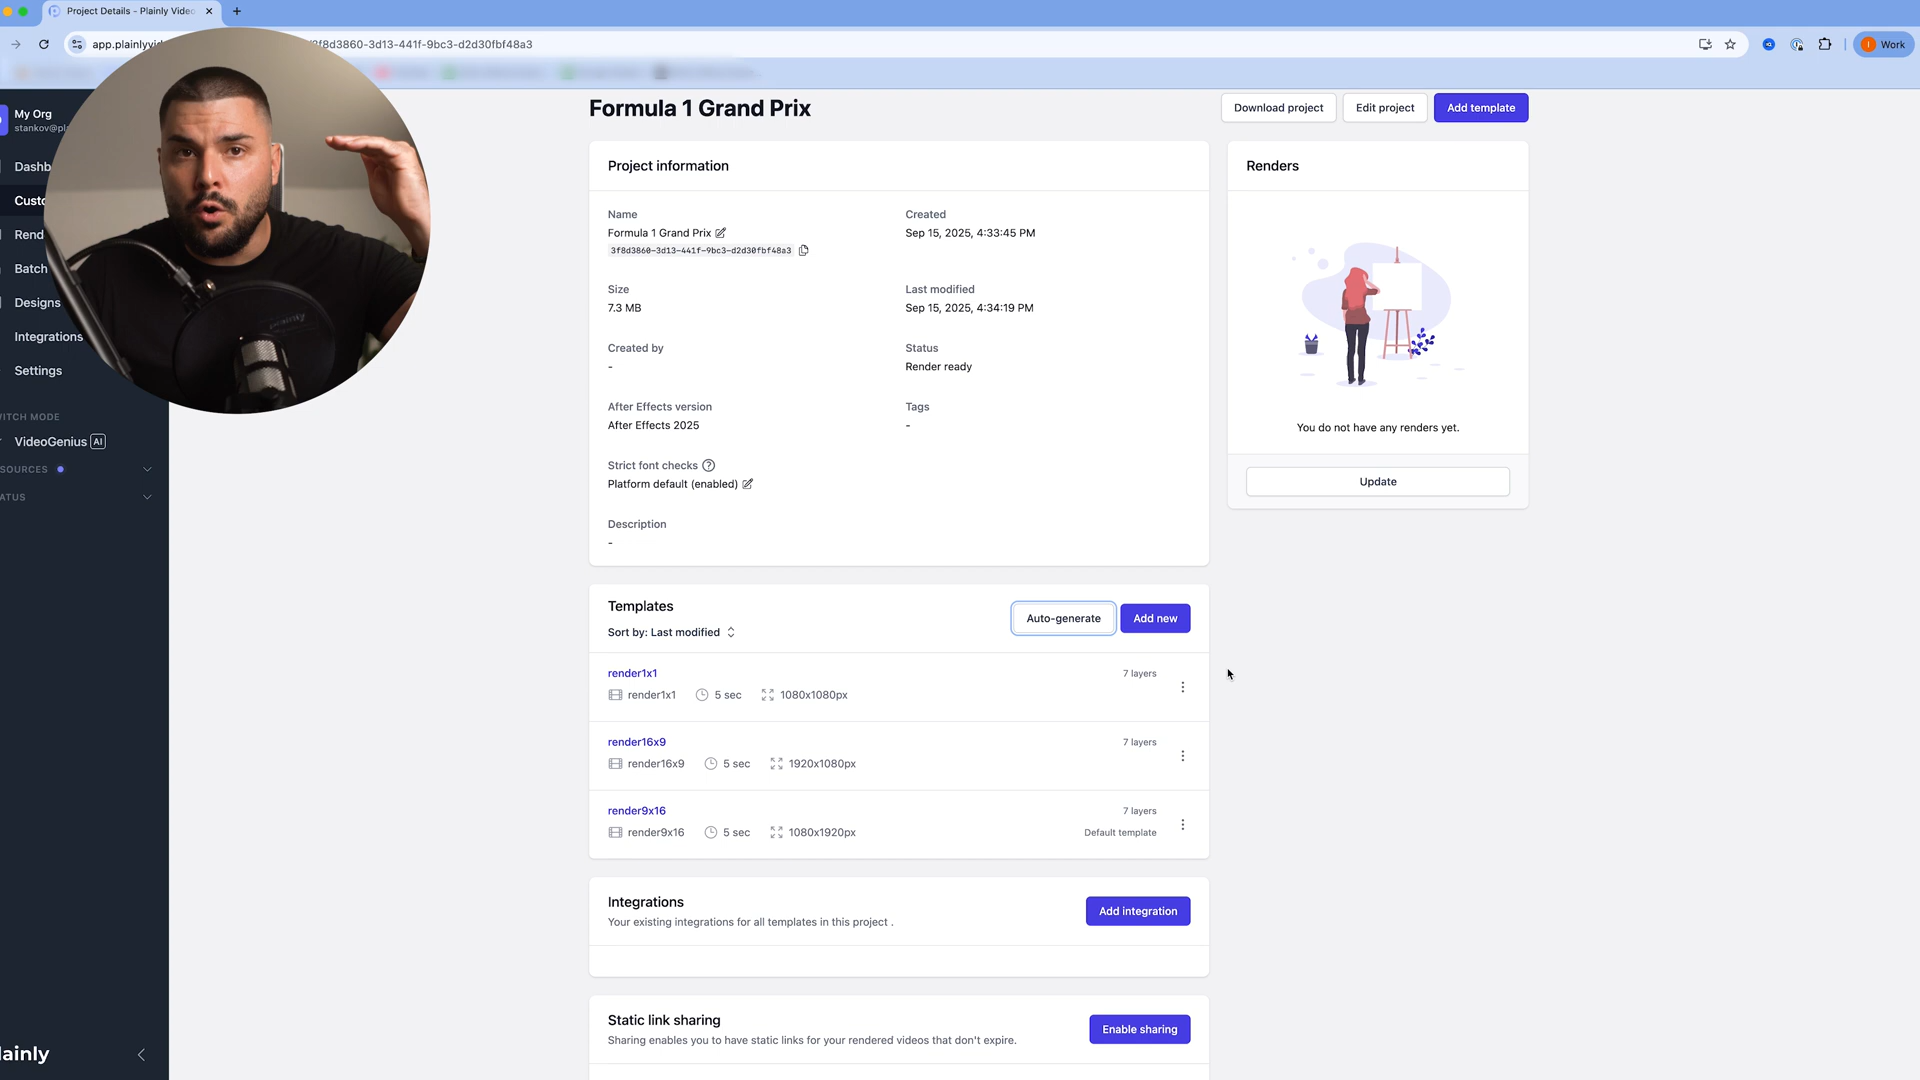 Project Details - Plainly Video
app.plainlyvi
f8d3860-3d13-441f-9bc3-d2d30fbf48a3
Work
My Org
stankov@pl
Dashb
Custo
Rend
Batch
Designs
Integrations
Settings
WITCH MODE
VideoGenius AI
SOURCES
ATUS
lainly
Formula 1 Grand Prix
Download project
Edit project
Add template
Project information
Name
Formula 1 Grand Prix
3f8d3860-3d13-441f-9bc3-d2d30fbf48a3
Created
Sep 15, 2025, 4:33:45 PM
Size
7.3 MB
Last modified
Sep 15, 2025, 4:34:19 PM
Created by
-
Status
Render ready
After Effects version
After Effects 2025
Tags
-
Strict font checks
Platform default (enabled)
Description
-
Renders
You do not have any renders yet.
Update
Templates
Sort by: Last modified
Auto-generate
Add new
render1x1
7 layers
render1x1 5 sec 1080x1080px
render16x9
7 layers
render16x9 5 sec 1920x1080px
render9x16
7 layers
render9x16 5 sec 1080x1920px
Default template
Integrations
Your existing integrations for all templates in this project .
Add integration
Static link sharing
Sharing enables you to have static links for your rendered videos that don't expire.
Enable sharing